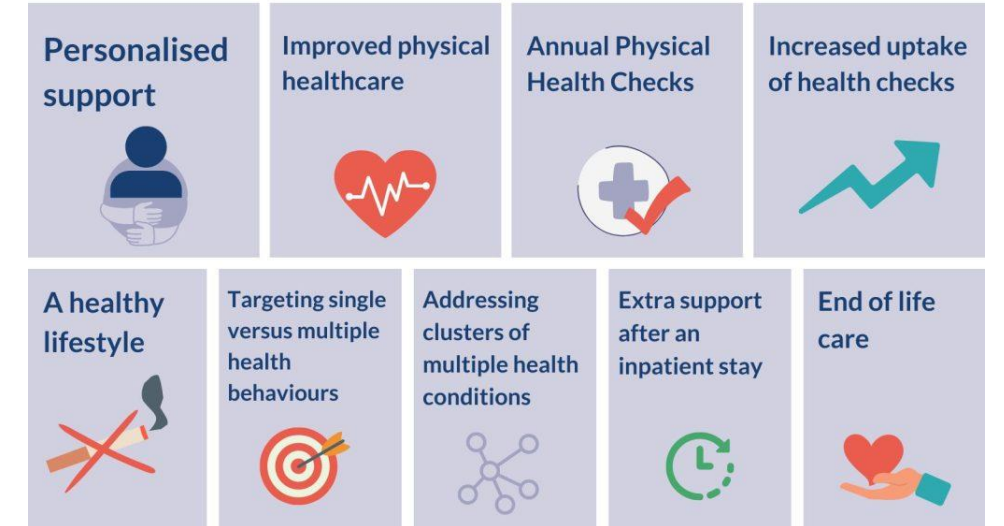 Personalised
support
Improved physical
healthcare
Annual Physical
Health Checks
Increased uptake
of health checks
A healthy
lifestyle
Targeting single
versus multiple
health
behaviours
Addressing
clusters of
multiple health
conditions
Extra support
after an
inpatient stay
End of life
care